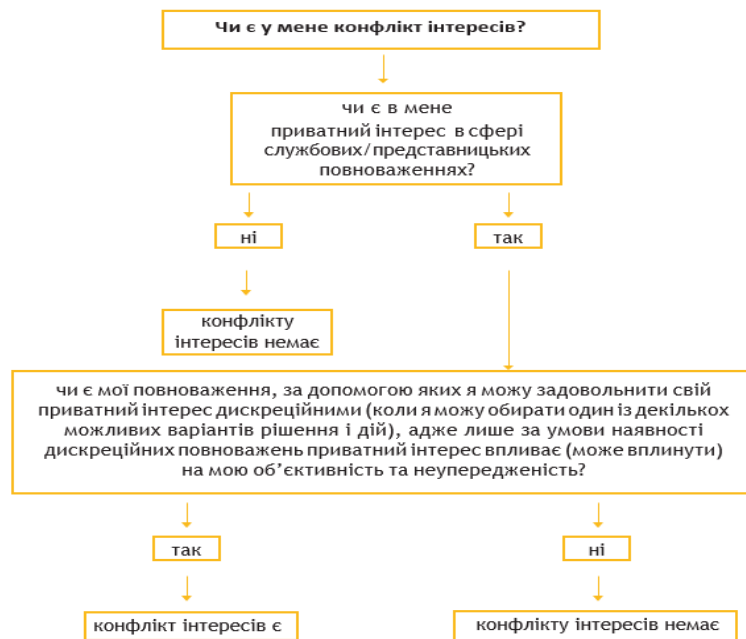 Чи є у мене конфлікт інтересів?
чи є в мене
приватний інтерес в сфері
службових/представницьких
повноваженнях?
ні
так
конфлікту
інтересів немає
чи є мої повноваження, за допомогою яких я можу задовольнити свій
приватний інтерес дискреційними (коли я можу обирати один із декількох
можливих варіантів рішення і дій), адже лише за умови наявності
дискреційних повноважень приватний інтерес впливає (може вплинути)
на мою об’єктивність та неупередженість?
так
ні
конфлікт інтересів є
конфлікту інтересів немає